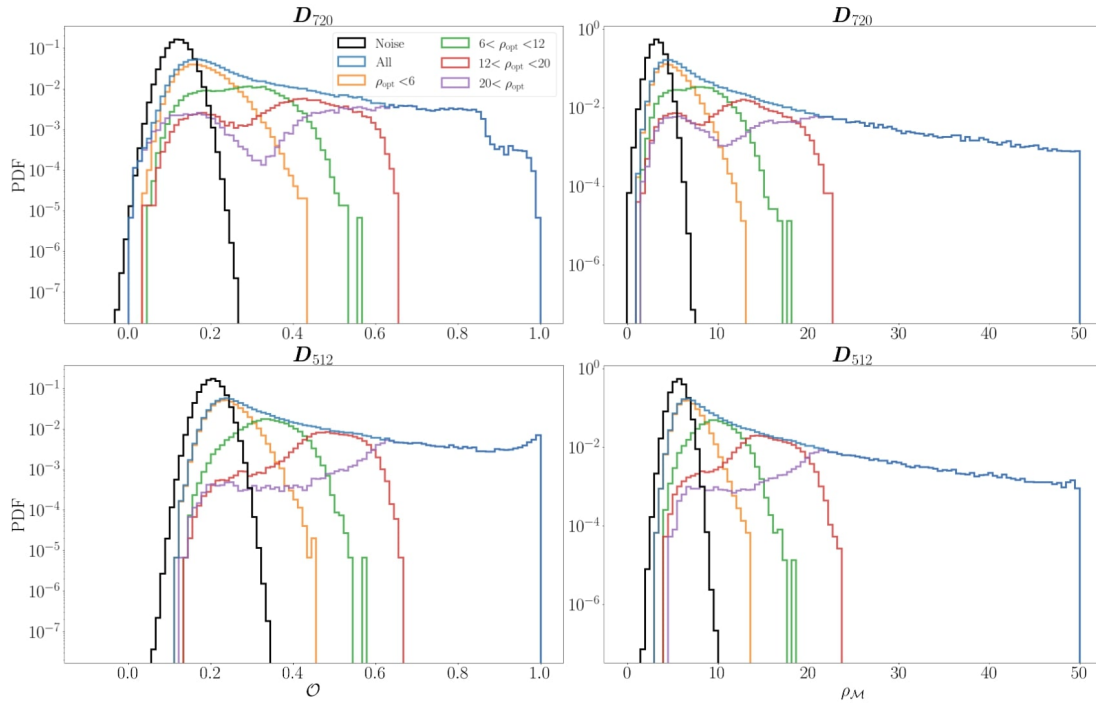 D720 D720
10^-1 10^-2 10^-3 10^-4 10^-5 10^-6 10^-7
PDF
Noise
All
ρopt <6
6< ρopt <12
12< ρopt <20
20< ρopt
0.0 0.2 0.4 0.6 0.8 1.0
10^0 10^-2 10^-4 10^-6
0 10 20 30 40 50
D512 D512
10^-1 10^-2 10^-3 10^-4 10^-5 10^-6 10^-7
PDF
0.0 0.2 0.4 0.6 0.8 1.0
𝒪
10^0 10^-2 10^-4 10^-6
0 10 20 30 40 50
ρℳ